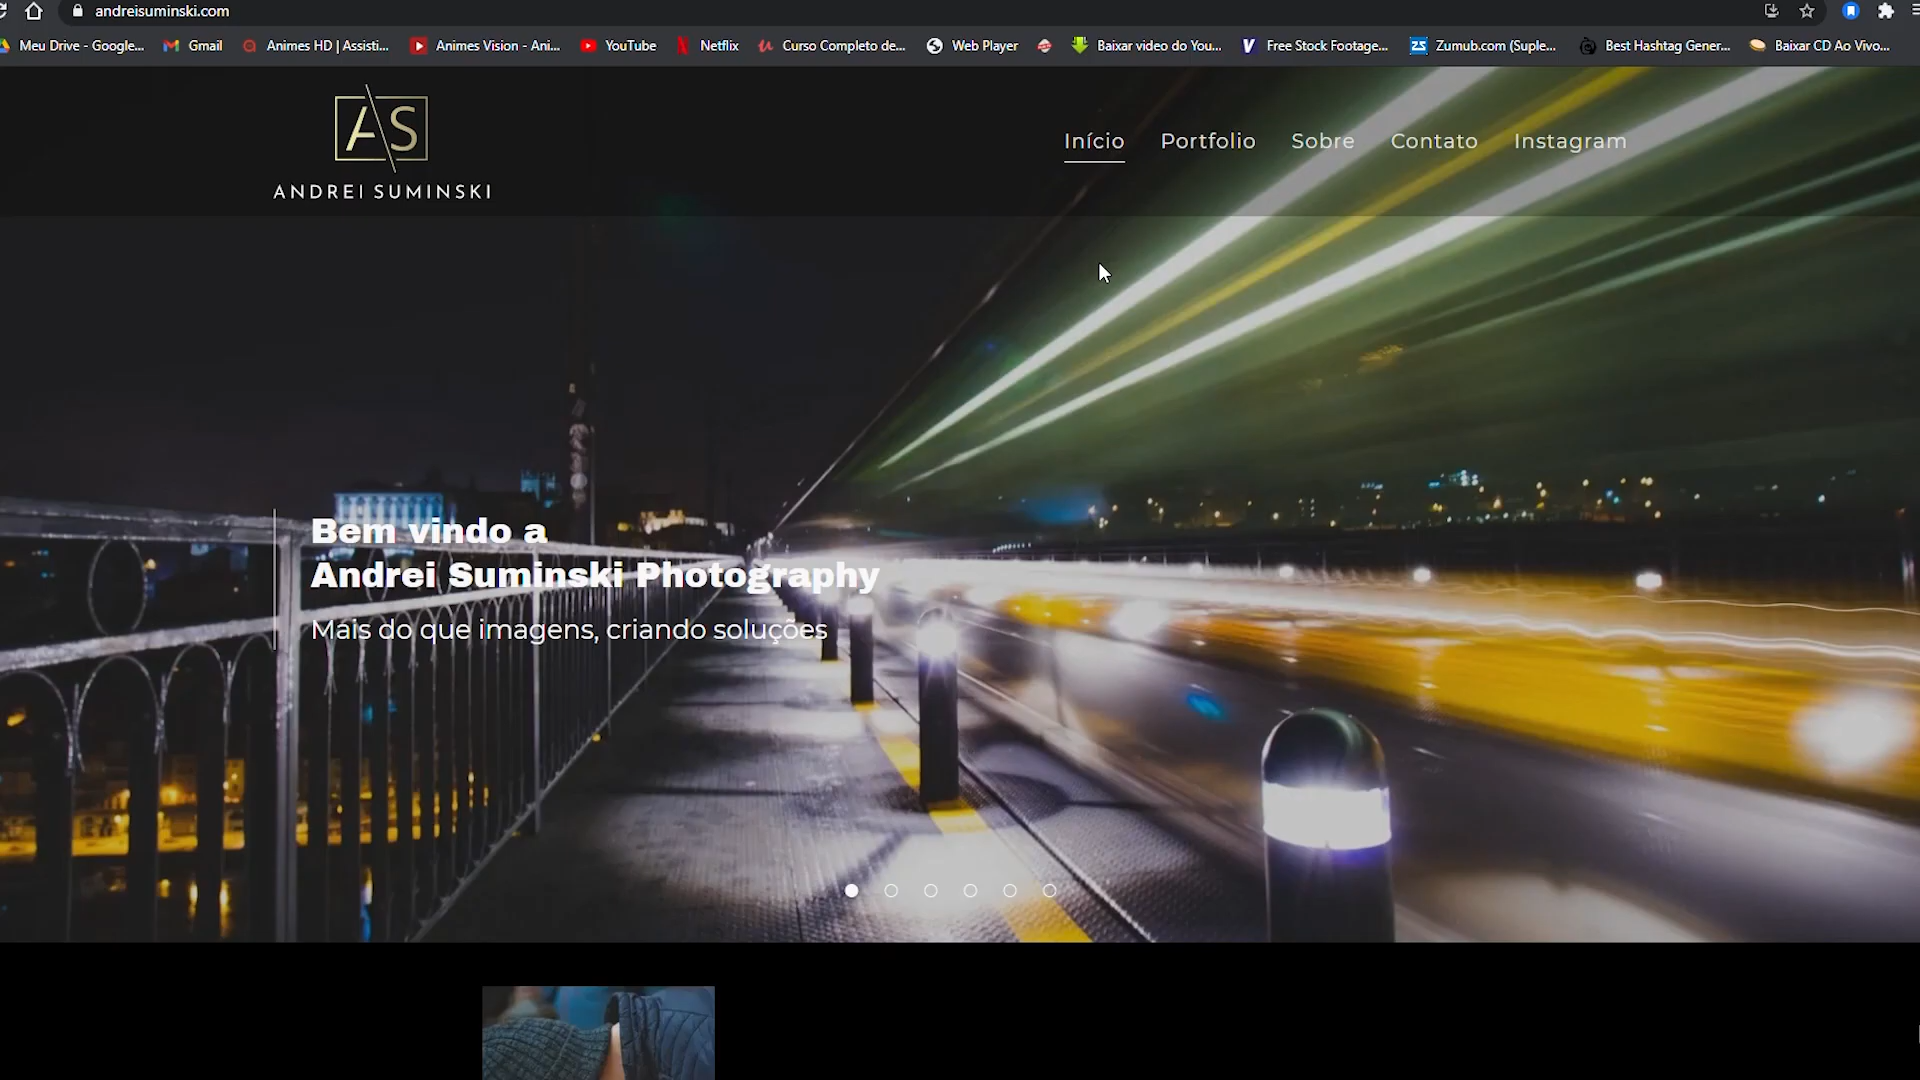 andreisuminski.com
Meu Drive - Google... Gmail Animes HD | Assisti... Animes Vision - Ani... YouTube Netflix Curso Completo de... Web Player Baixar video do You... Free Stock Footage... Zumub.com (Suple... Best Hashtag Gener... Baixar CD Ao Vivo...
AS
ANDREI SUMINSKI
Início Portfolio Sobre Contato Instagram
Bem vindo a
Andrei Suminski Photography
Mais do que imagens, criando soluções